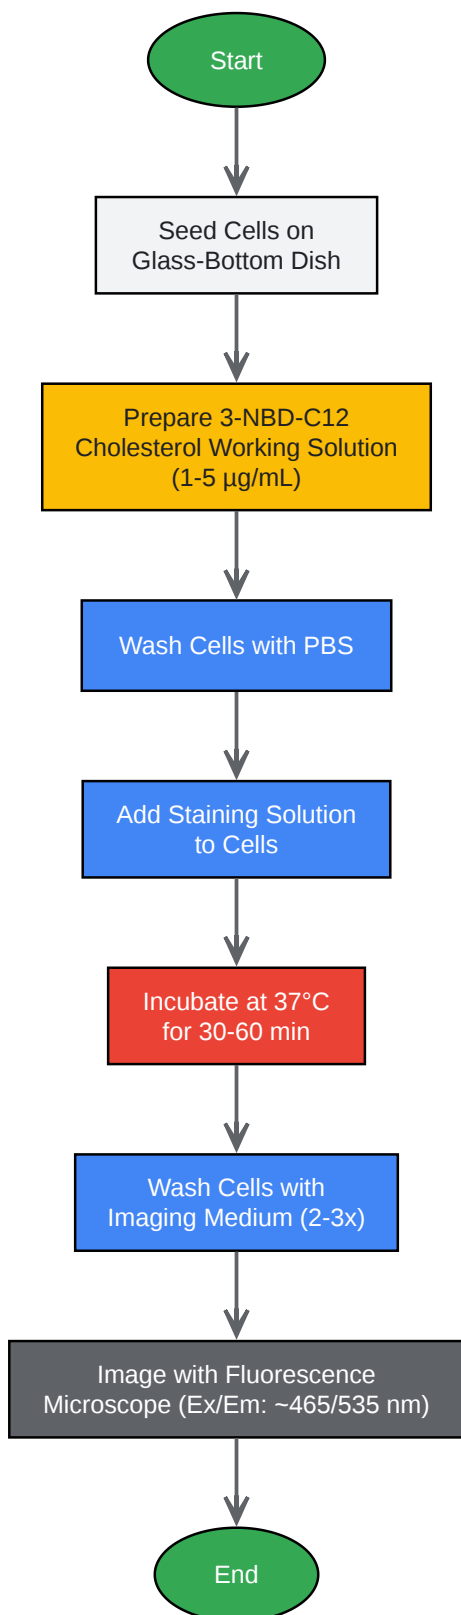 Start
Seed Cells on
Glass-Bottom Dish
Prepare 3-NBD-C12
Cholesterol Working Solution
(1-5 µg/mL)
Wash Cells with PBS
Add Staining Solution
to Cells
Incubate at 37°C
for 30-60 min
Wash Cells with
Imaging Medium (2-3x)
Image with Fluorescence
Microscope (Ex/Em: ~465/535 nm)
End